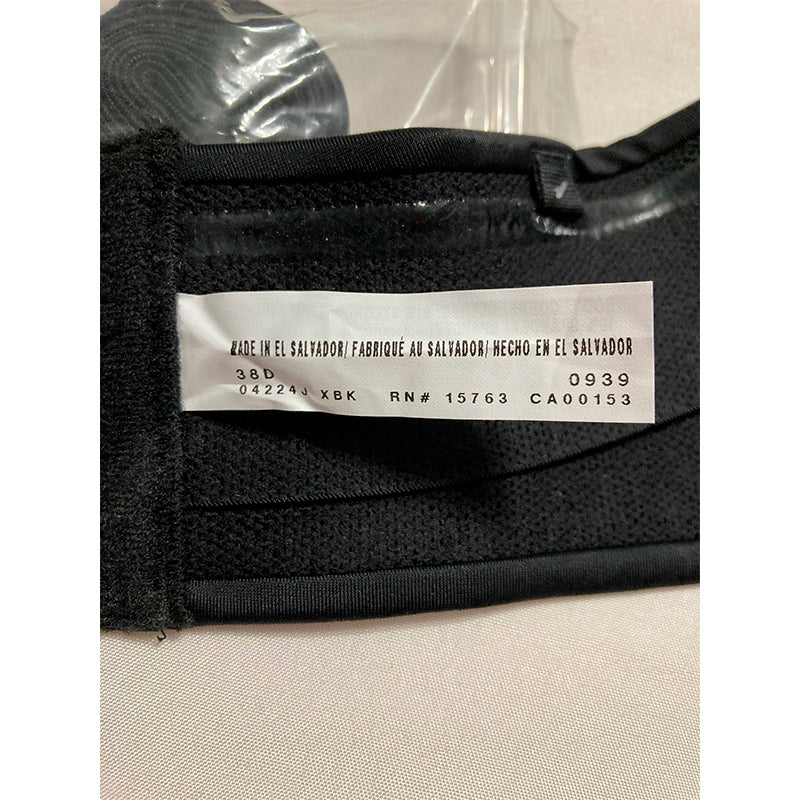 MADE IN EL SALVADOR/ FABRIQUÉ AU SALVADOR/ HECHO EN EL SALVADOR
38D 0939
04224J XBK RN# 15763 CA00153